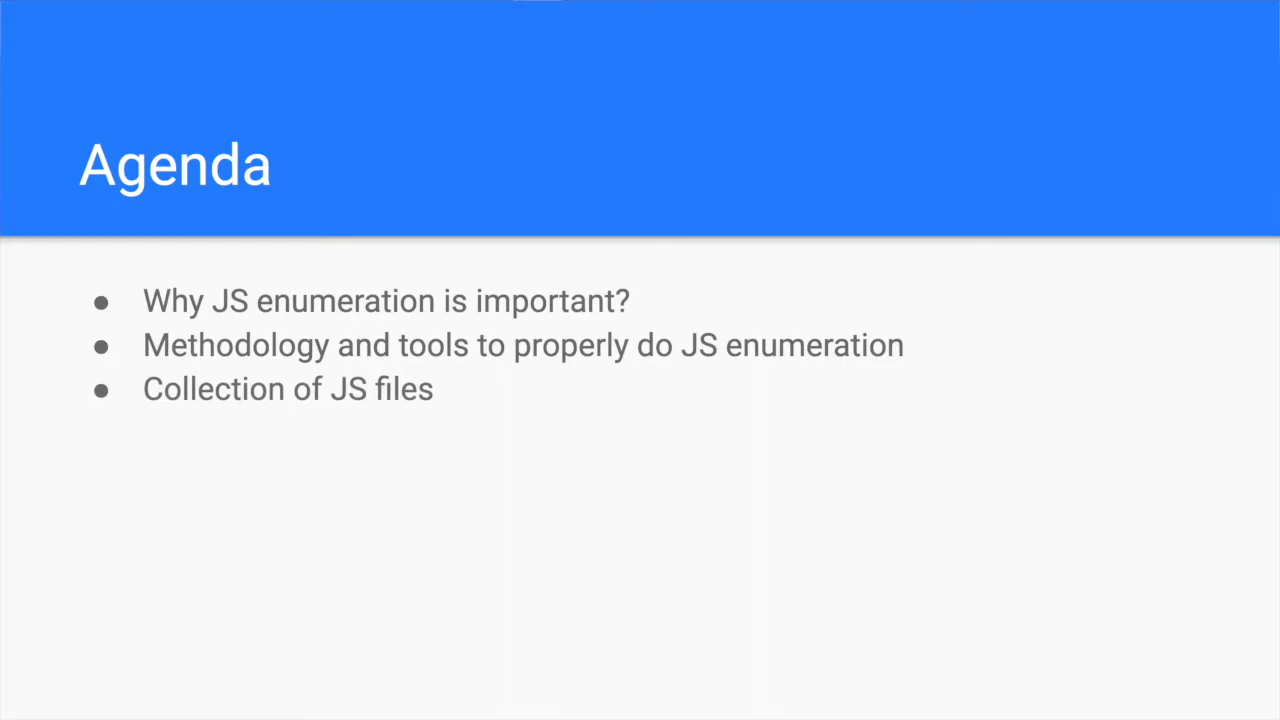 Agenda
● Why JS enumeration is important?
● Methodology and tools to properly do JS enumeration
● Collection of JS files